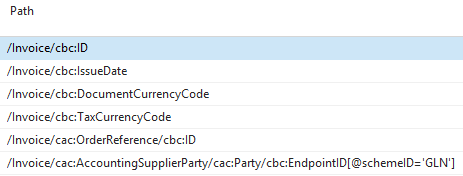 Path
/Invoice/cbc:ID
/Invoice/cbc:IssueDate
/Invoice/cbc:DocumentCurrencyCode
/Invoice/cbc:TaxCurrencyCode
/Invoice/cac:OrderReference/cbc:ID
/Invoice/cac:AccountingSupplierParty/cac:Party/cbc:EndpointID[@schemeID='GLN']